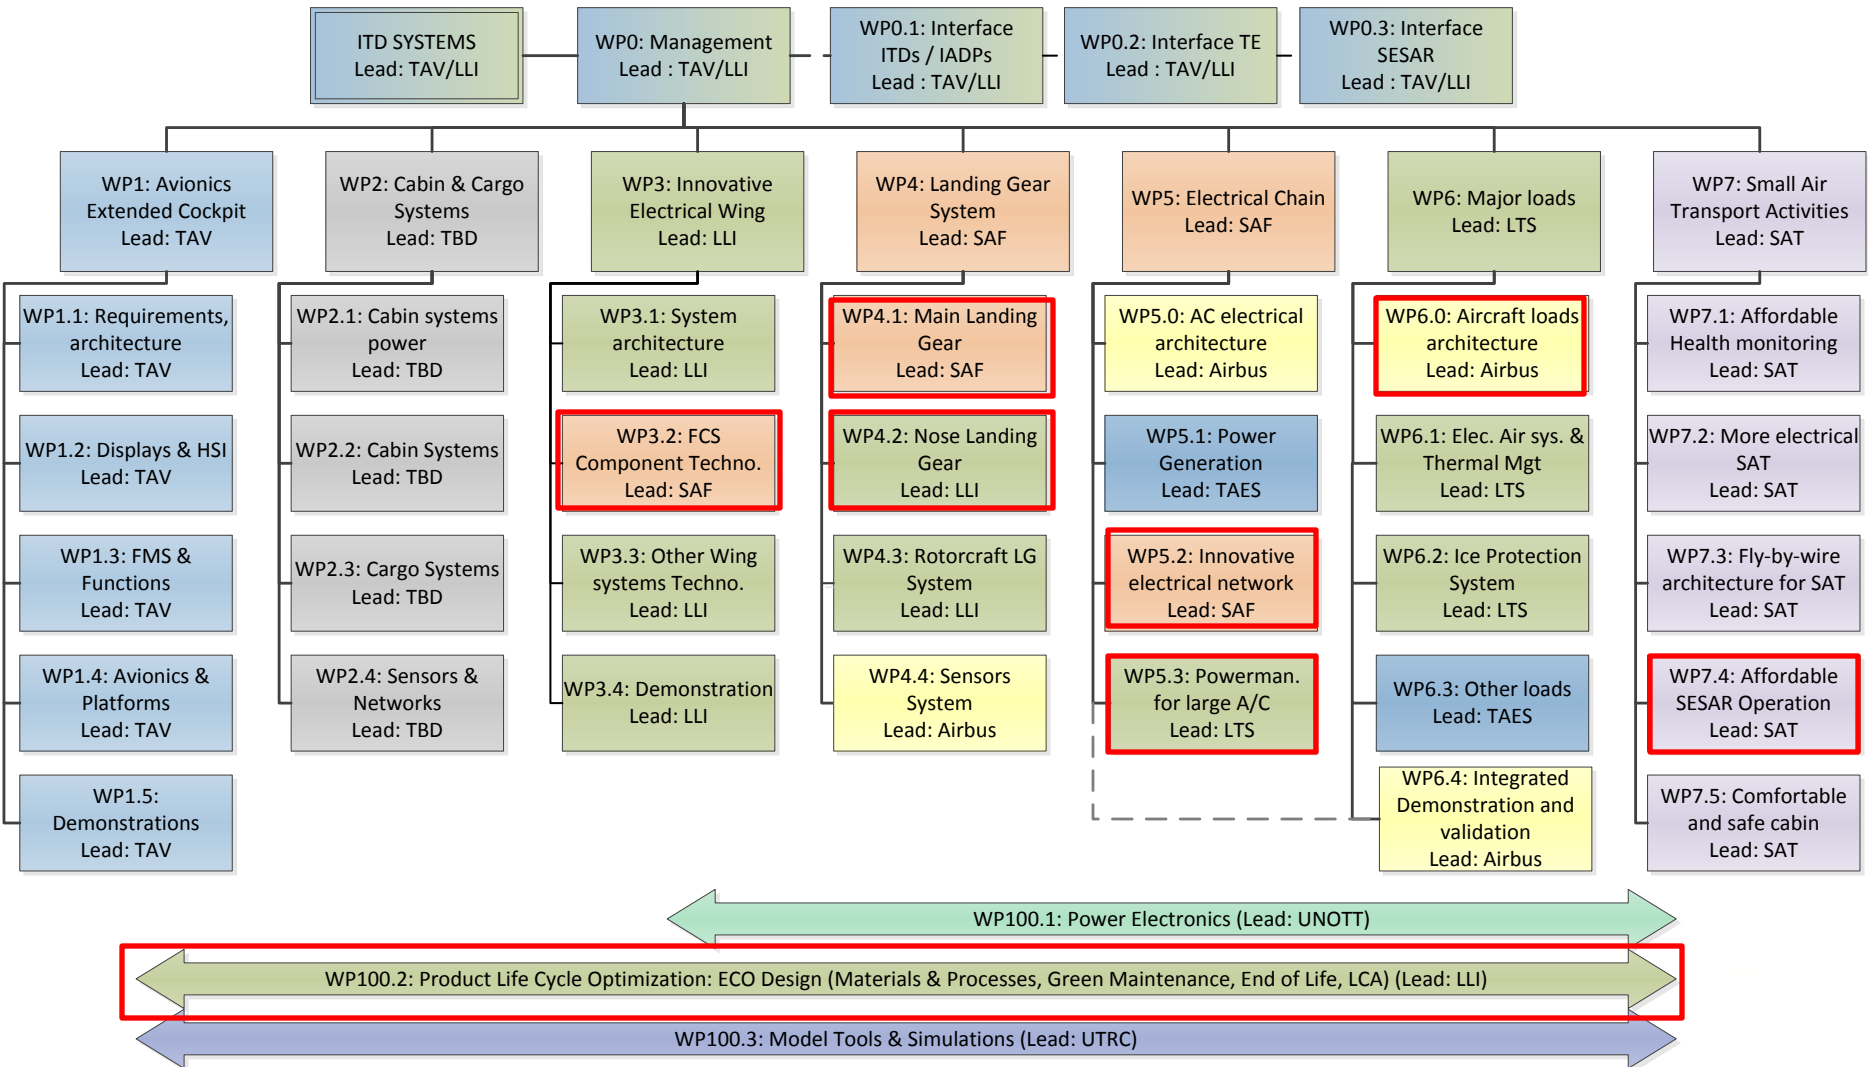 ITD SYSTEMS
Lead: TAV/LLI
WP0: Management
Lead : TAV/LLI
WP0.1: Interface
ITDs / IADPs
Lead : TAV/LLI
WP0.2: Interface TE
Lead : TAV/LLI
WP0.3: Interface
SESAR
Lead : TAV/LLI
WP1: Avionics
Extended Cockpit
Lead: TAV
WP2: Cabin & Cargo
Systems
Lead: TBD
WP3: Innovative
Electrical Wing
Lead: LLI
WP4: Landing Gear
System
Lead: SAF
WP5: Electrical Chain
Lead: SAF
WP6: Major loads
Lead: LTS
WP7: Small Air
Transport Activities
Lead: SAT
WP1.1: Requirements,
architecture
Lead: TAV
WP2.1: Cabin systems
power
Lead: TBD
WP3.1: System
architecture
Lead: LLI
WP4.1: Main Landing
Gear
Lead: SAF
WP5.0: AC electrical
architecture
Lead: Airbus
WP6.0: Aircraft loads
architecture
Lead: Airbus
WP7.1: Affordable
Health monitoring
Lead: SAT
WP1.2: Displays & HSI
Lead: TAV
WP2.2: Cabin Systems
Lead: TBD
WP3.2: FCS
Component Techno.
Lead: SAF
WP4.2: Nose Landing
Gear
Lead: LLI
WP5.1: Power
Generation
Lead: TAES
WP6.1: Elec. Air sys. &
Thermal Mgt
Lead: LTS
WP7.2: More electrical
SAT
Lead: SAT
WP1.3: FMS &
Functions
Lead: TAV
WP2.3: Cargo Systems
Lead: TBD
WP3.3: Other Wing
systems Techno.
Lead: LLI
WP4.3: Rotorcraft LG
System
Lead: LLI
WP5.2: Innovative
electrical network
Lead: SAF
WP6.2: Ice Protection
System
Lead: LTS
WP7.3: Fly-by-wire
architecture for SAT
Lead: SAT
WP1.4: Avionics &
Platforms
Lead: TAV
WP2.4: Sensors &
Networks
Lead: TBD
WP3.4: Demonstration
Lead: LLI
WP4.4: Sensors
System
Lead: Airbus
WP5.3: Powerman.
for large A/C
Lead: LTS
WP6.3: Other loads
Lead: TAES
WP7.4: Affordable
SESAR Operation
Lead: SAT
WP1.5:
Demonstrations
Lead: TAV
WP6.4: Integrated
Demonstration and
validation
Lead: Airbus
WP7.5: Comfortable
and safe cabin
Lead: SAT
WP100.1: Power Electronics (Lead: UNOTT)
WP100.2: Product Life Cycle Optimization: ECO Design (Materials & Processes, Green Maintenance, End of Life, LCA) (Lead: LLI)
WP100.3: Model Tools & Simulations (Lead: UTRC)